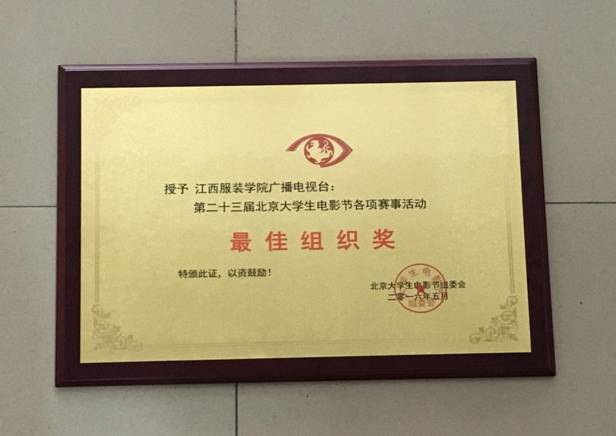 授予 江西服装学院广播电视台：
第二十三届北京大学生电影节各项赛事活动
最佳组织奖
特颁此证，以资鼓励！
北京大学生电影节组委会
二零一六年五月
组委会